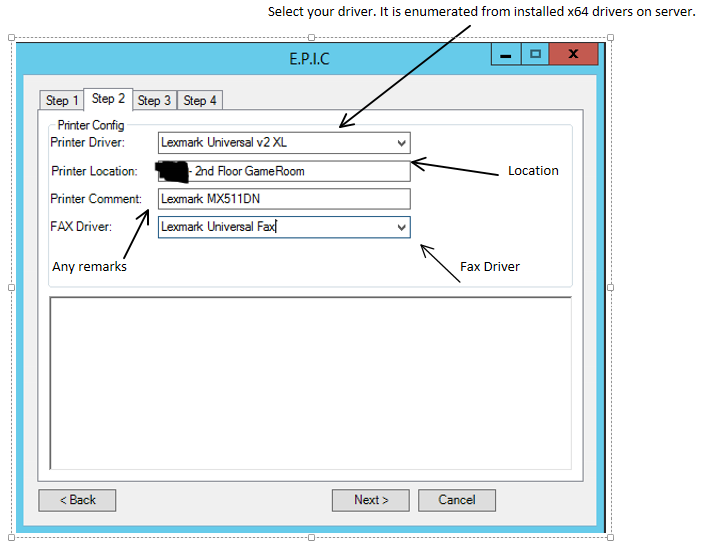 Select your driver. It is enumerated from installed x64 drivers on server.
E.P.I.C
X
Step 1 Step 2 Step 3 Step 4
Printer Config
Printer Driver: Lexmark Universal v2 XL
Printer Location: - 2nd Floor GameRoom
Location
Printer Comment: Lexmark MX511DN
FAX Driver: Lexmark Universal Fax
Any remarks
Fax Driver
< Back Next > Cancel